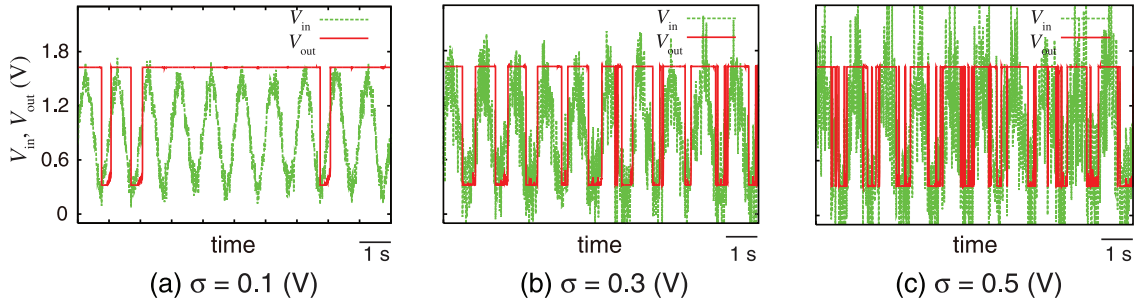 V_in, V_out (V)
1.8
1.2
0.6
0
V_in
V_out
time
1 s
(a) σ = 0.1 (V)
V_in
V_out
time
1 s
(b) σ = 0.3 (V)
V_in
V_out
time
1 s
(c) σ = 0.5 (V)